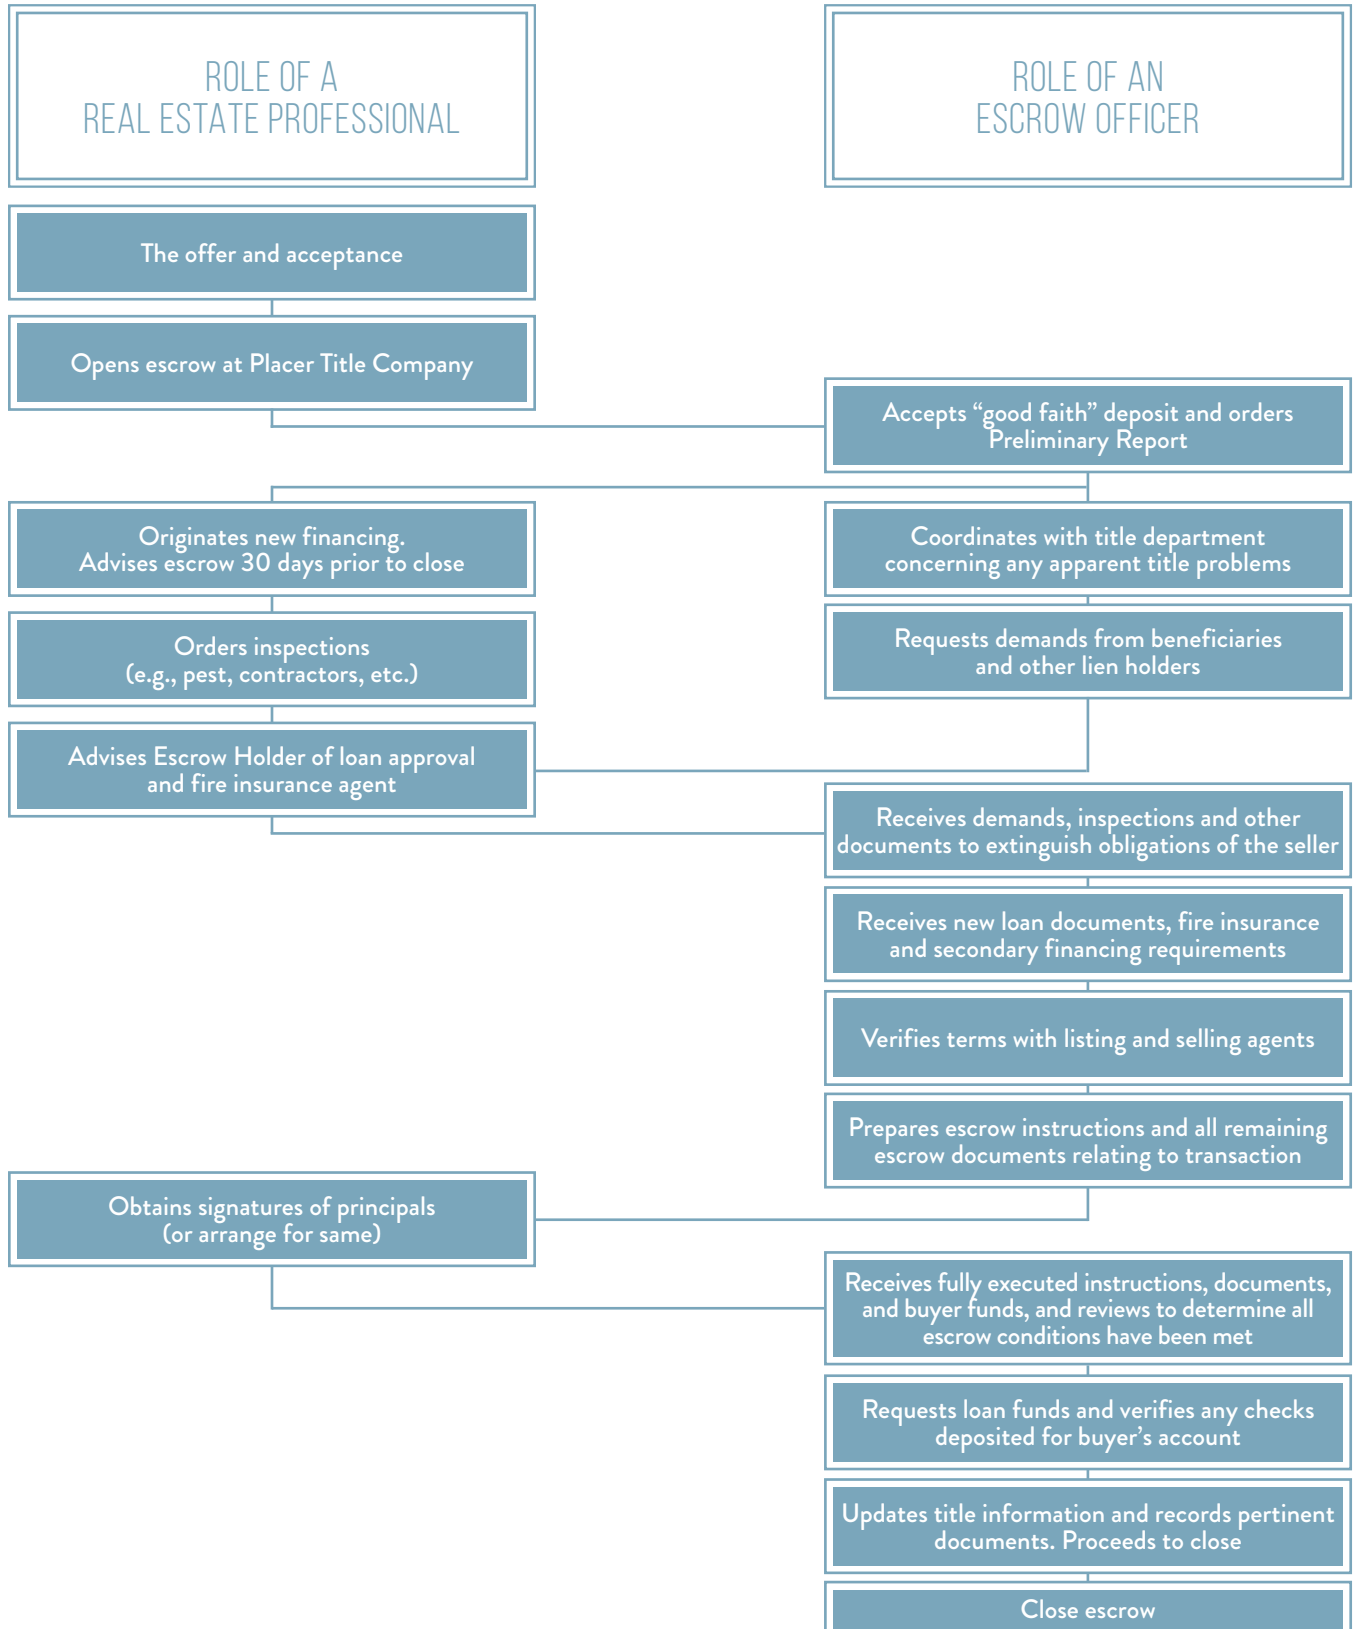 ROLE OF A
REAL ESTATE PROFESSIONAL
ROLE OF AN
ESCROW OFFICER
The offer and acceptance
Opens escrow at Placer Title Company
Accepts “good faith” deposit and orders
Preliminary Report
Originates new financing.
Advises escrow 30 days prior to close
Coordinates with title department
concerning any apparent title problems
Orders inspections
(e.g., pest, contractors, etc.)
Requests demands from beneficiaries
and other lien holders
Advises Escrow Holder of loan approval
and fire insurance agent
Receives demands, inspections and other
documents to extinguish obligations of the seller
Receives new loan documents, fire insurance
and secondary financing requirements
Verifies terms with listing and selling agents
Prepares escrow instructions and all remaining
escrow documents relating to transaction
Obtains signatures of principals
(or arrange for same)
Receives fully executed instructions, documents,
and buyer funds, and reviews to determine all
escrow conditions have been met
Requests loan funds and verifies any checks
deposited for buyer’s account
Updates title information and records pertinent
documents. Proceeds to close
Close escrow